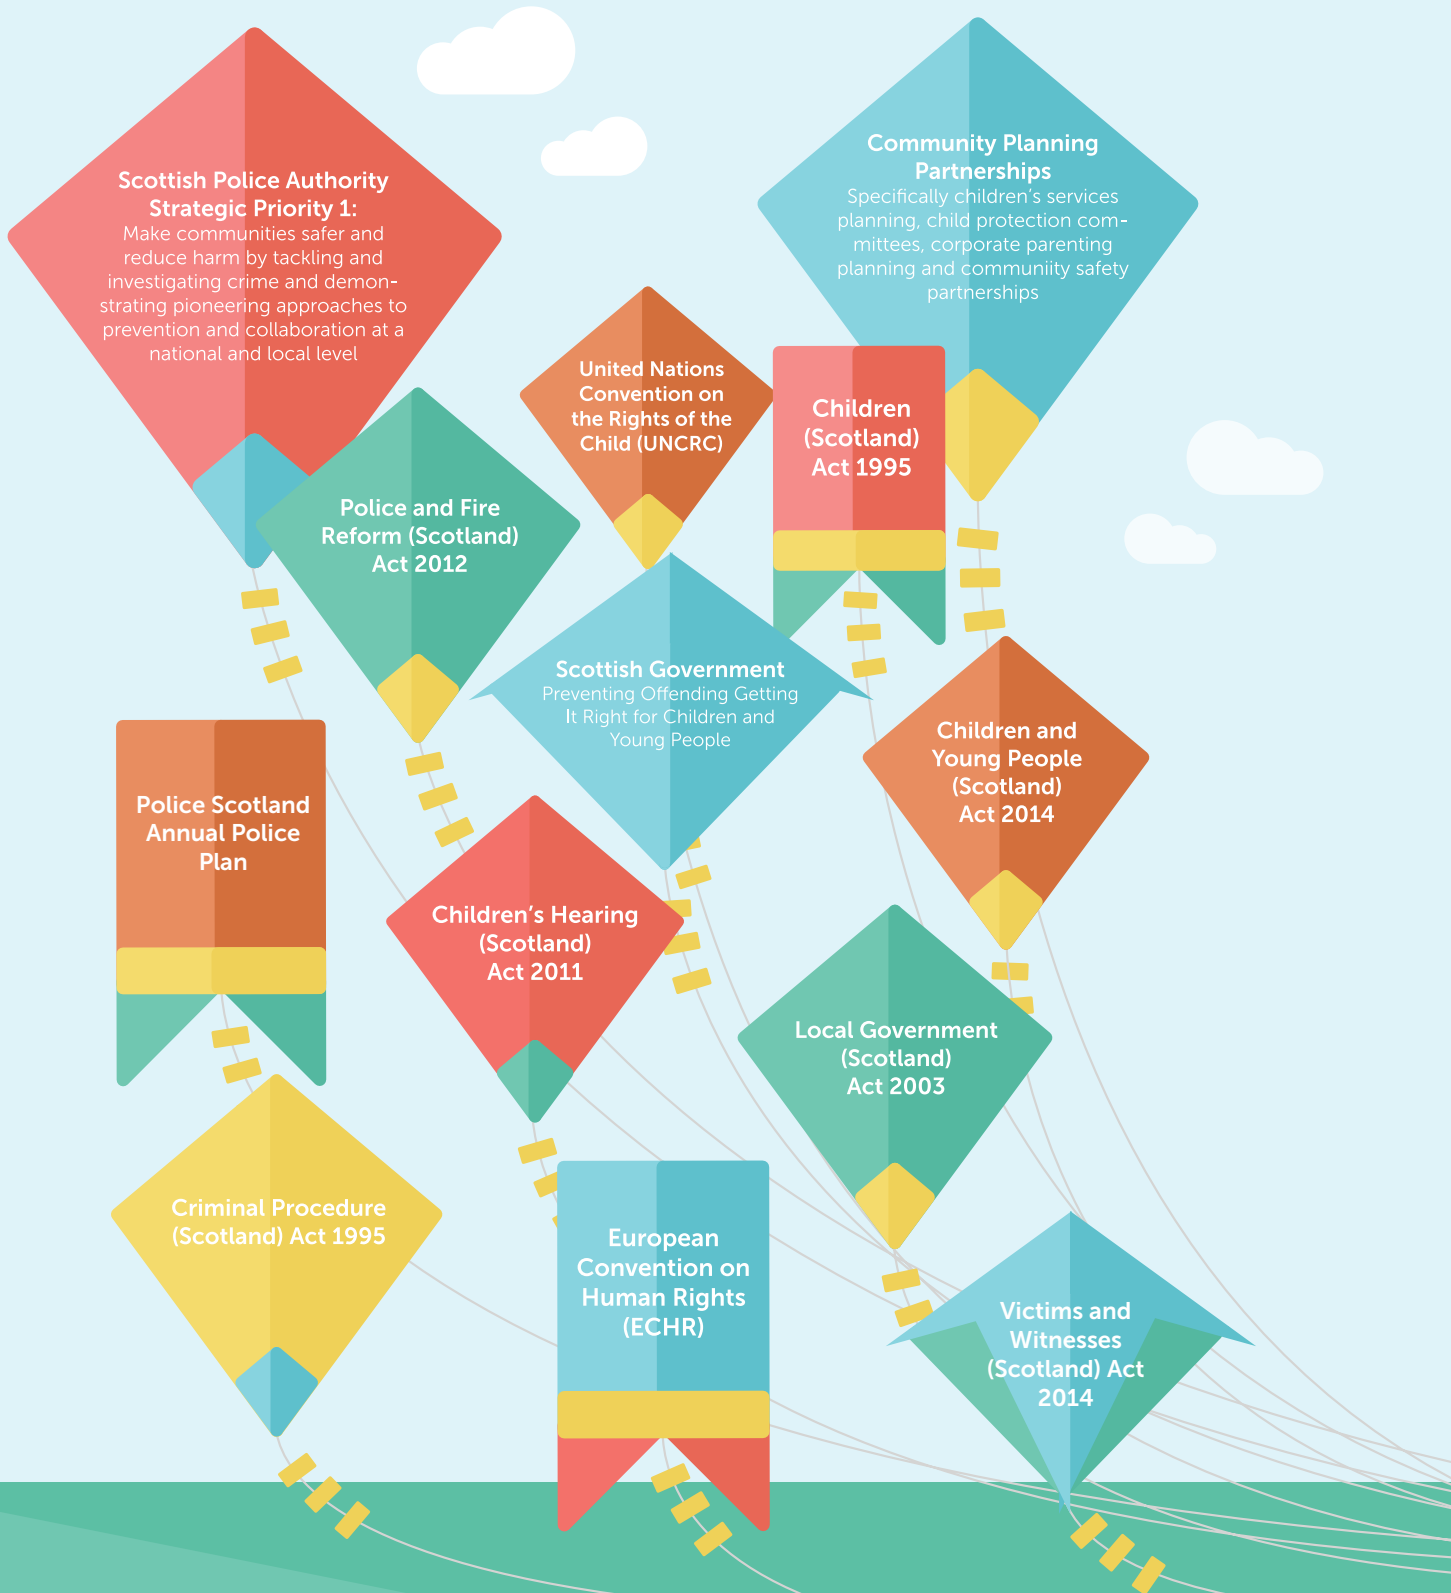 Scottish Police Authority
Strategic Priority 1:
Make communities safer and
reduce harm by tackling and
investigating crime and demon-
strating pioneering approaches to
prevention and collaboration at a
national and local level
Community Planning
Partnerships
Specifically children's services
planning, child protection com-
mittees, corporate parenting
planning and communiity safety
partnerships
United Nations
Convention on
the Rights of the
Child (UNCRC)
Children
(Scotland)
Act 1995
Police and Fire
Reform (Scotland)
Act 2012
Scottish Government
Preventing Offending Getting
It Right for Children and
Young People
Children and
Young People
(Scotland)
Act 2014
Police Scotland
Annual Police
Plan
Children's Hearing
(Scotland)
Act 2011
Local Government
(Scotland)
Act 2003
Criminal Procedure
(Scotland) Act 1995
European
Convention on
Human Rights
(ECHR)
Victims and
Witnesses
(Scotland) Act
2014